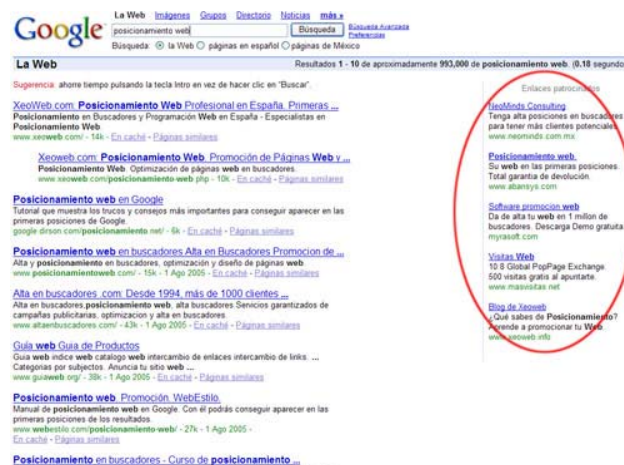 Google
La Web Imágenes Grupos Directorio Noticias más »
posicionamiento web
Búsqueda
Búsqueda Avanzada
Preferencias
Búsqueda: la Web páginas en español páginas de México
La Web
Resultados 1 - 10 de aproximadamente 993,000 de posicionamiento web. (0.18 segundo
Sugerencia: ahorre tiempo pulsando la tecla Intro en vez de hacer clic en "Buscar".
XeoWeb.com: Posicionamiento Web Profesional en España. Primeras ...
Posicionamiento en Buscadores y Programación Web en España - Especialistas en
Posicionamiento Web.
www.xeoweb.com/ - 14k - En caché - Páginas similares
Xeoweb.com: Posicionamiento Web. Promoción de Páginas Web y ...
Posicionamiento Web. Optimización de páginas web en buscadores.
www.xeoweb.com/posicionamiento-web.php - 10k - En caché - Páginas similares
Posicionamiento web en Google
Tutorial que muestra los trucos y consejos más importantes para conseguir aparecer en las
primeras posiciones de Google.
google.dirson.com/posicionamiento.net/ - 6k - En caché - Páginas similares
Posicionamiento web en buscadores Alta en Buscadores Promocion de ...
Alta y posicionamiento en buscadores, optimización y diseño de páginas web.
www.posicionamientoweb.com/ - 15k - 1 Ago 2005 - En caché - Páginas similares
Alta en buscadores .com: Desde 1994, más de 1000 clientes ...
Alta en buscadores,posicionamiento web, alta buscadores.Servicios garantizados de
campañas publicitarias, optimizacion y alta en buscadores.
www.altaenbuscadores.com/ - 43k - 1 Ago 2005 - En caché - Páginas similares
Guía web Guia de Productos
Guia web indice web catalogo web intercambio de enlaces intercambio de links. ...
Categorias por subjectos. Anuncia tu sitio web ...
www.guiaweb.org/ - 38k - 1 Ago 2005 - En caché - Páginas similares
Posicionamiento web. Promoción. WebEstilo.
Manual de posicionamiento web en Google. Con él podrás conseguir aparecer en las
primeras posiciones de los resultados.
www.webestilo.com/posicionamiento-web/ - 27k - 1 Ago 2005 -
En caché - Páginas similares
Posicionamiento en buscadores - Curso de posicionamiento ...
Enlaces patrocinados
NeoMinds Consulting
Tenga alta posiciones en buscadores
para tener más clientes potenciales.
www.neominds.com.mx
Posicionamiento web.
Su web en las primeras posiciones.
Total garantia de devolución.
www.abansys.com
Software promocion web
Da de alta tu web en 1 millon de
buscadores. Descarga Demo gratuita
myrasoft.com
Visitas Web
10:8 Global PopPage Exchange.
500 visitas gratis al apuntarte.
www.masvisitas.net
Blog de Xeoweb
¿Qué sabes de Posicionamiento?
Aprende a promocionar tu Web.
www.xeoweb.info